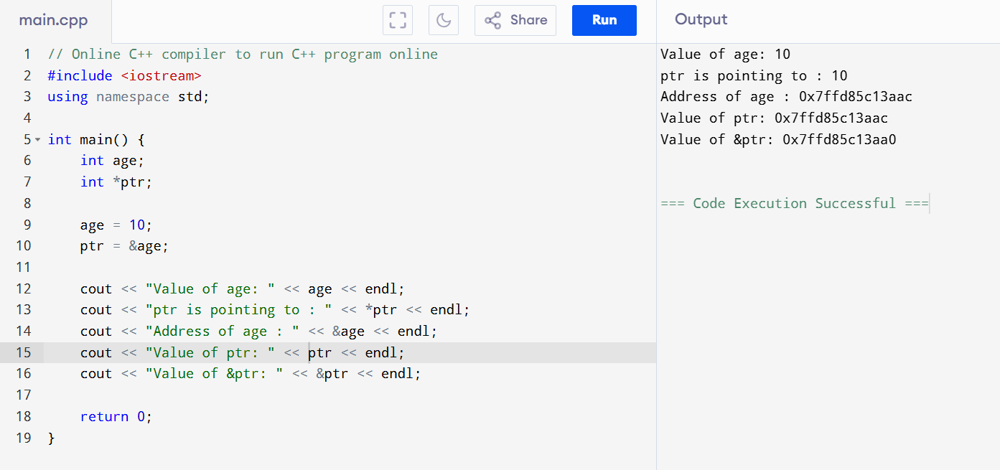 main.cpp
Share
Run
Output
1 // Online C++ compiler to run C++ program online
2 #include <iostream>
3 using namespace std;
4
5 int main() {
6     int age;
7     int *ptr;
8
9     age = 10;
10     ptr = &age;
11
12     cout << "Value of age: " << age << endl;
13     cout << "ptr is pointing to : " << *ptr << endl;
14     cout << "Address of age : " << &age << endl;
15     cout << "Value of ptr: " << ptr << endl;
16     cout << "Value of &ptr: " << &ptr << endl;
17
18     return 0;
19 }
Value of age: 10
ptr is pointing to : 10
Address of age : 0x7ffd85c13aac
Value of ptr: 0x7ffd85c13aac
Value of &ptr: 0x7ffd85c13aa0
=== Code Execution Successful ===